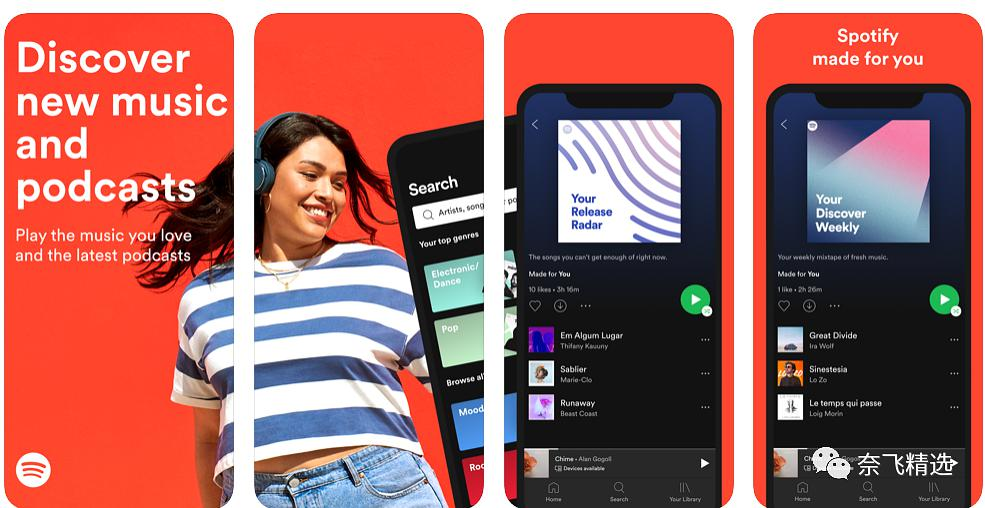 Discover
new music
and
podcasts
Play the music you love
and the latest podcasts
Search
Artists, song
Your top genres
Electronic/
Dance
Pop
Browse al
Mood
Roc
Your
Release
Radar
The songs you can't get enough of right now.
Made for You
10 likes • 3h 16m
Em Algum Lugar
Thifany Kauuny
Sablier
Marie-Clo
Runaway
Beast Coast
Chime • Alan Gogoll
Devices available
Home
Search
Your Library
Spotify
made for you
Your
Discover
Weekly
Your weekly mixtape of fresh music.
Made for You
1 like • 2h 26m
Great Divide
Ira Wolf
Sinestesia
Lo Zo
Le temps qui passe
Loig Morin
奈飞精选
Home
Search
Your Library